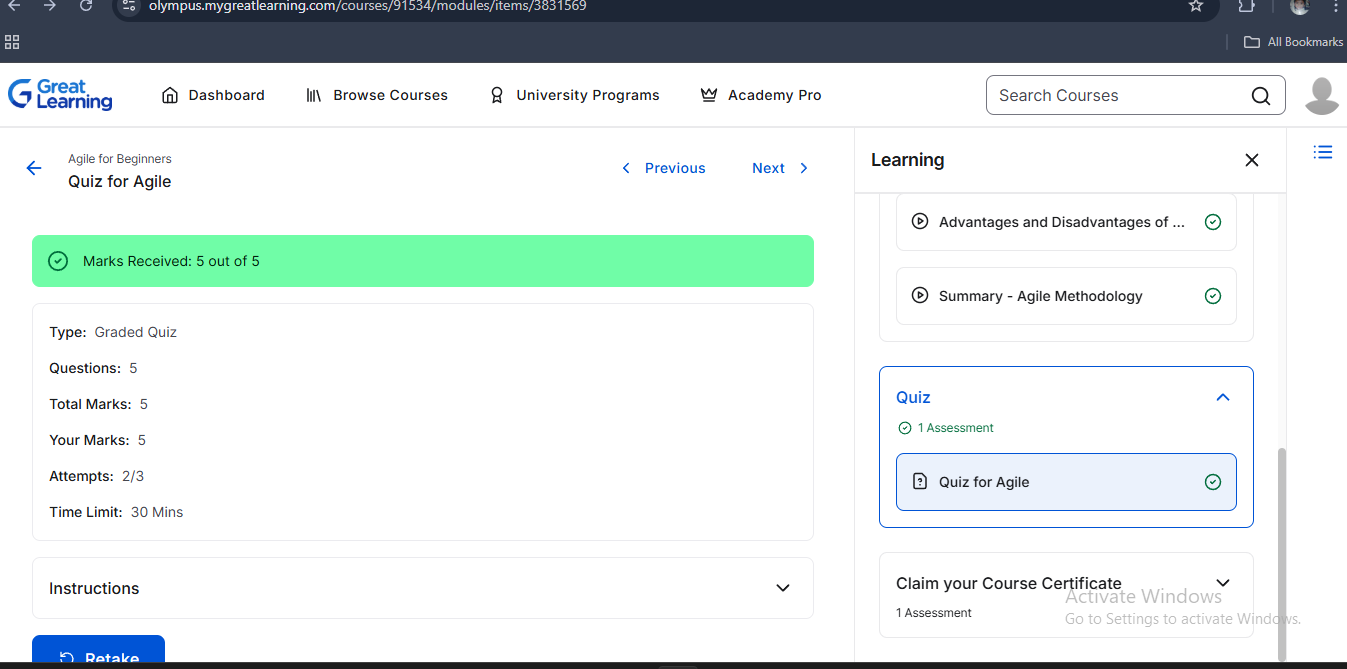 olympus.mygreatlearning.com/courses/91534/modules/items/3831569
All Bookmarks
Great Learning
Dashboard
Browse Courses
University Programs
Academy Pro
Search Courses
Agile for Beginners
Quiz for Agile
Previous
Next
Marks Received: 5 out of 5
Type: Graded Quiz
Questions: 5
Total Marks: 5
Your Marks: 5
Attempts: 2/3
Time Limit: 30 Mins
Instructions
Retake
Learning
Advantages and Disadvantages of ...
Summary - Agile Methodology
Quiz
1 Assessment
Quiz for Agile
Claim your Course Certificate
1 Assessment
Activate Windows
Go to Settings to activate Windows.